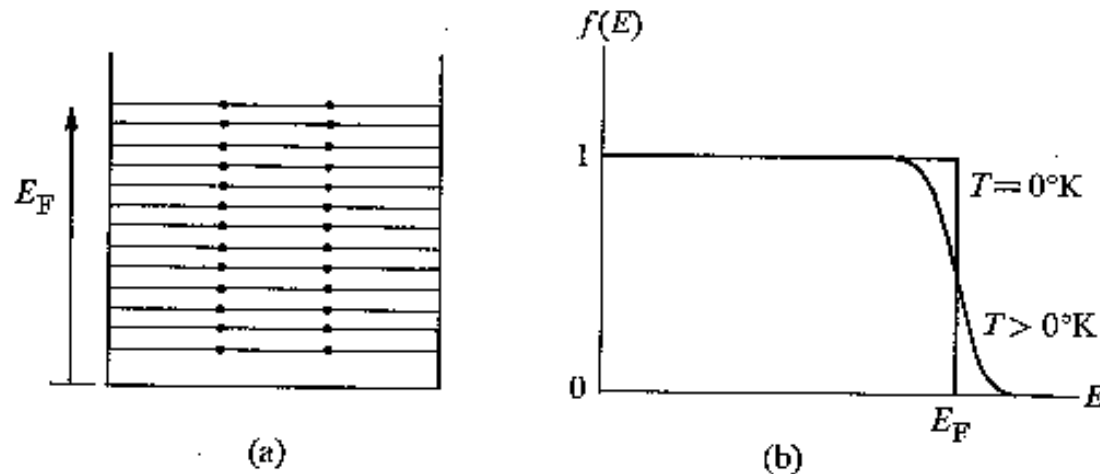 E_F
(a)
f(E)
1
T = 0°K
T > 0°K
0
E
E_F
(b)